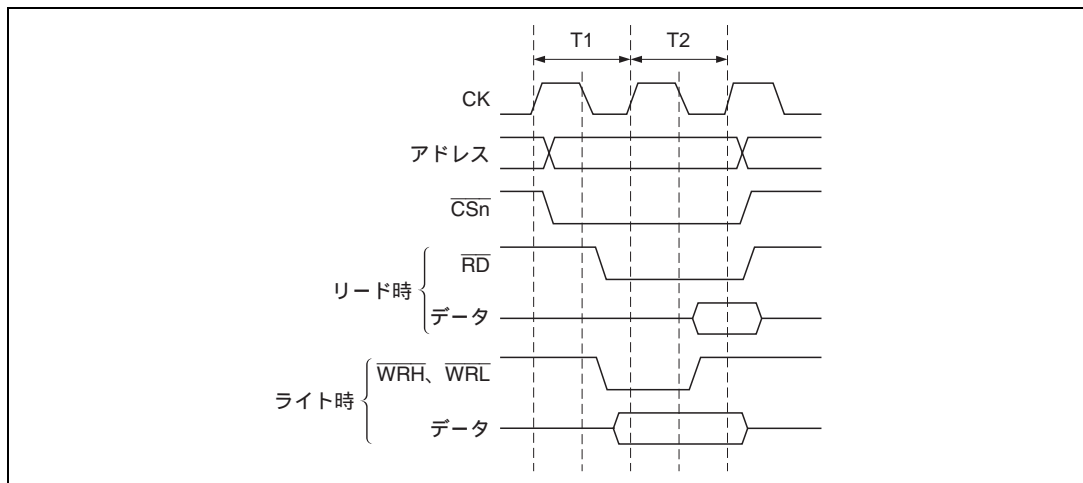 T1 T2
CK
アドレス
CSn
RD
リード時
データ
WRH、WRL
ライト時
データ